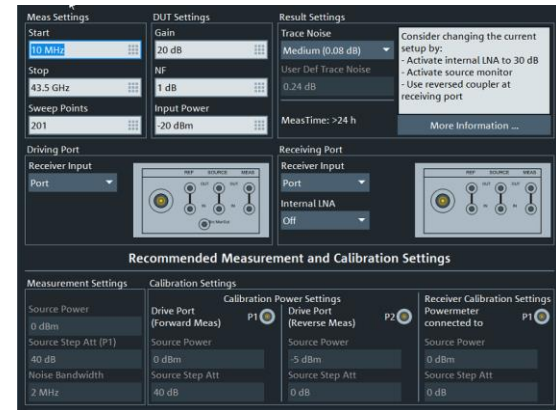 Meas Settings
Start
10 MHz
Stop
43.5 GHz
Sweep Points
201
DUT Settings
Gain
20 dB
NF
1 dB
Input Power
-20 dBm
Result Settings
Trace Noise
Medium (0.08 dB)
User Def Trace Noise
0.24 dB
MeasTime: >24 h
Consider changing the current
setup by:
- Activate internal LNA to 30 dB
- Activate source monitor
- Use reversed coupler at
receiving port
More Information ...
Driving Port
Receiver Input
Port
REF SOURCE MEAS
OUT OUT
IN IN
Receiving Port
Receiver Input
Port
Internal LNA
Off
REF SOURCE MEAS
OUT OUT
IN IN
Recommended Measurement and Calibration Settings
Measurement Settings
Source Power
0 dBm
Source Step Att (P1)
40 dB
Noise Bandwidth
2 MHz
Calibration Settings
Calibration Power Settings
Drive Port
(Forward Meas)
P1
Source Power
0 dBm
Source Step Att
40 dB
Drive Port
(Reverse Meas)
P2
Source Power
-5 dBm
Source Step Att
0 dB
Receiver Calibration Settings
Powermeter
connected to
P1
Source Power
0 dBm
Source Step Att
0 dB